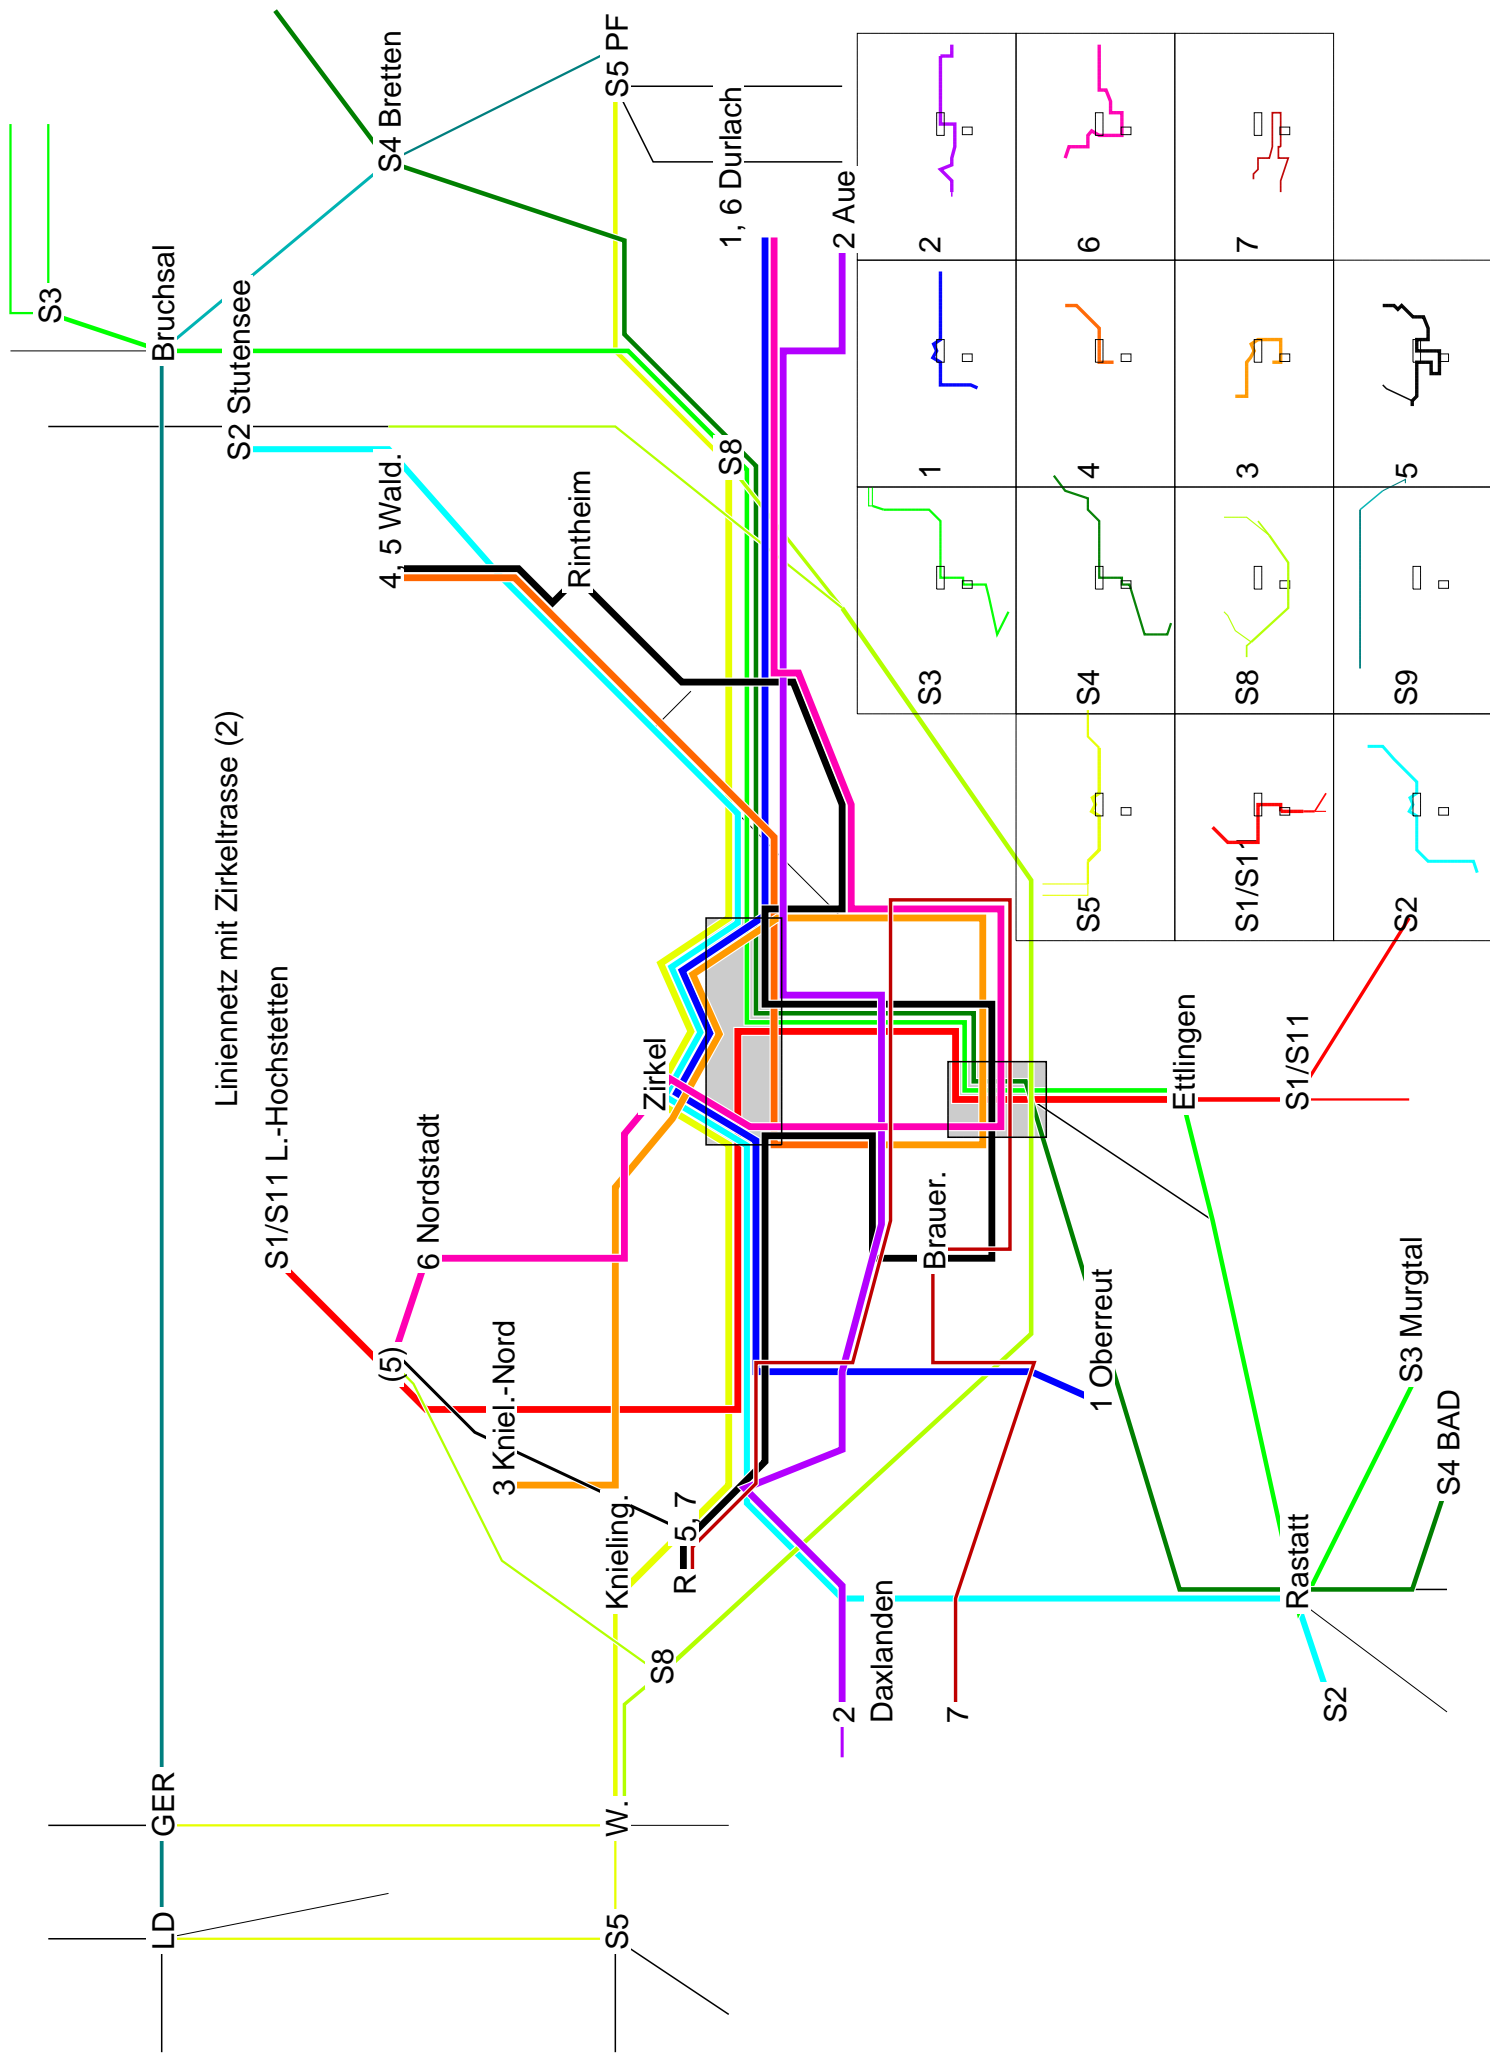 Liniennetz mit Zirkeltrasse (2)
LD
GER
Bruchsal
S3
S1/S11 L.-Hochstetten
S2 Stutensee
(5)
6 Nordstadt
4, 5 Wald.
S4 Bretten
3 Kniel.-Nord
Rintheim
S5
W.
Knieling.
S5 PF
S8
Zirkel
R
5, 7
S8
1, 6 Durlach
2
2 Aue
Daxlanden
7
Brauer.
1 Oberreut
Ettlingen
S2
Rastatt
S1/S11
S4 BAD
S3 Murgtal
S3
1
2
S5
S4
4
6
S1/S11
S8
3
7
S2
S9
5